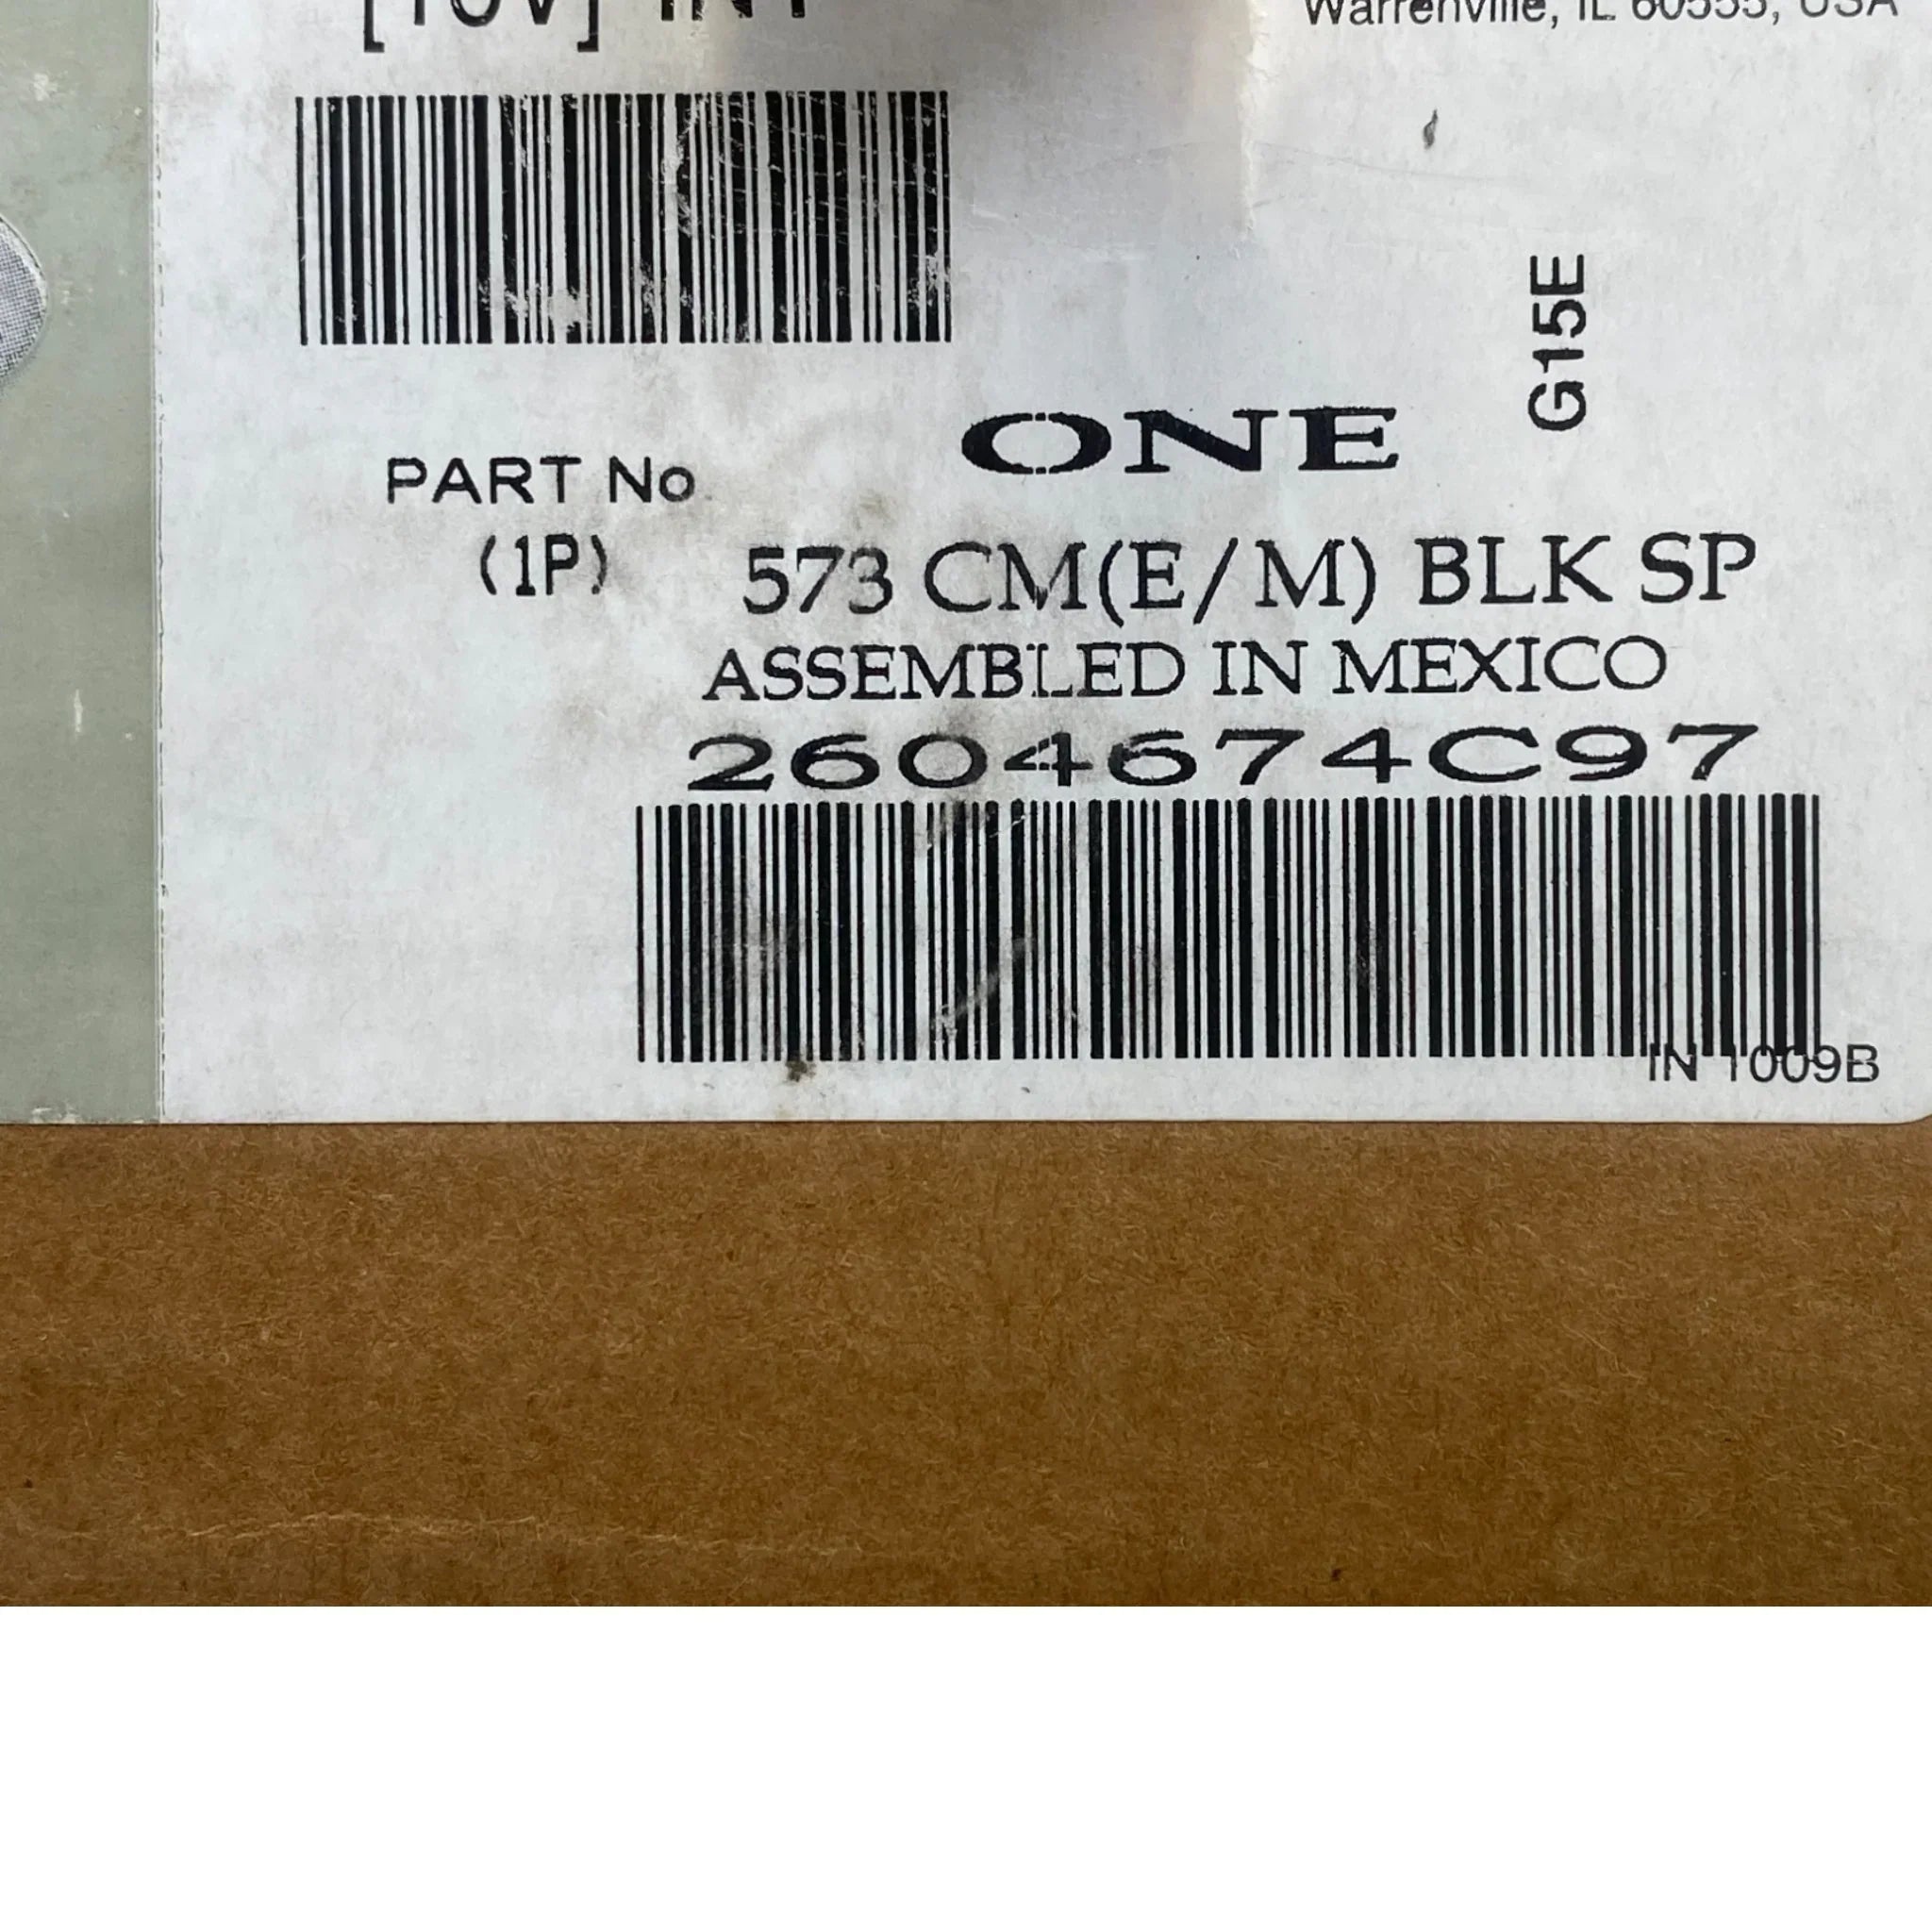 Warrenville, IL 60555, USA
G15E
ONE
PART No
(1P)
573 CM(E/M) BLK SP
ASSEMBLED IN MEXICO
2604674C97
IN 1009B